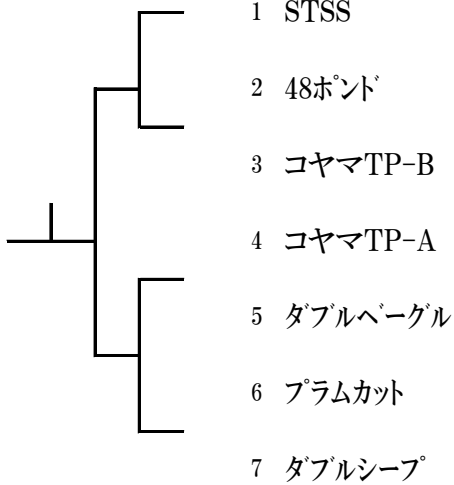 1 STSS
2 48ポンド
3 コヤマTP-B
4 コヤマTP-A
5 ダブルベーグル
6 プラムカット
7 ダブルシープ